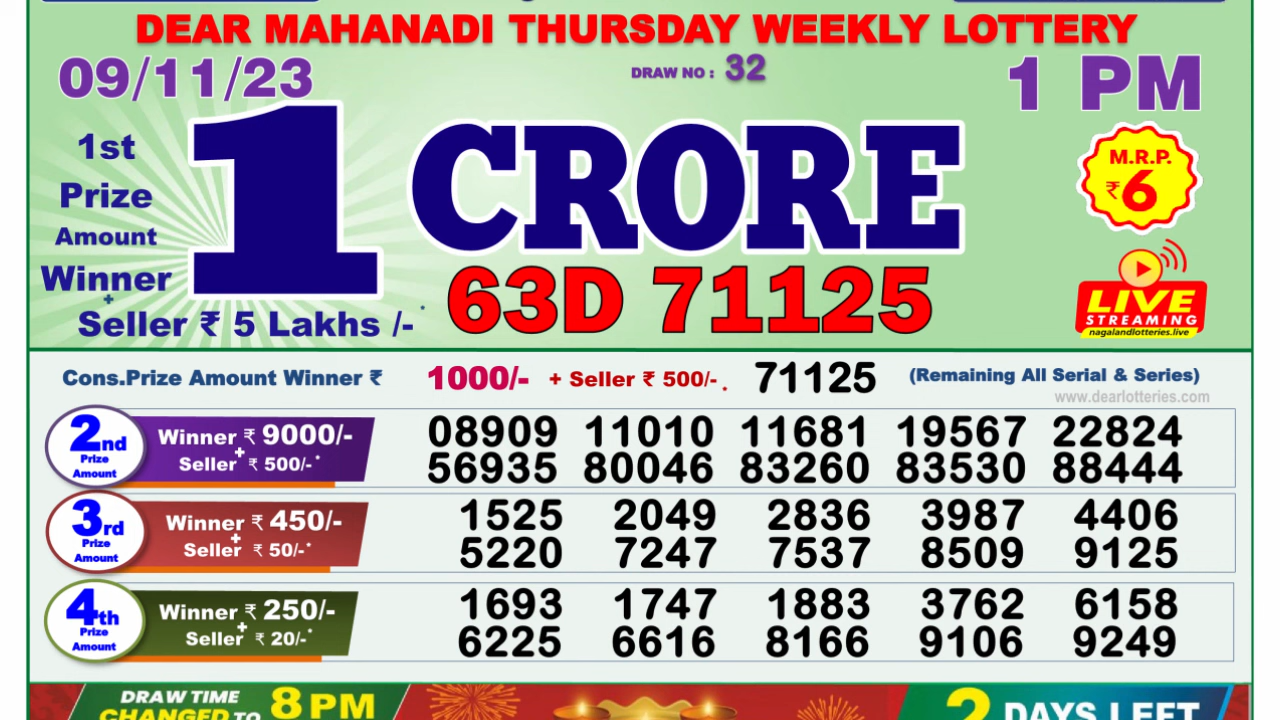 DEAR MAHANADI THURSDAY WEEKLY LOTTERY
09/11/23
DRAW NO : 32
1 PM
1st
Prize
Amount
Winner
+
Seller ₹ 5 Lakhs /- *
1 CRORE
63D 71125
M.R.P.
₹6
LIVE
STREAMING
nagalandlotteries.live
Cons.Prize Amount Winner ₹ 1000/- + Seller ₹ 500/- . 71125 (Remaining All Serial & Series)
www.dearlotteries.com
2nd
Prize
Amount
Winner ₹ 9000/-
+
Seller ₹ 500/- *
08909 11010 11681 19567 22824
56935 80046 83260 83530 88444
3rd
Prize
Amount
Winner ₹ 450/-
+
Seller ₹ 50/- *
1525 2049 2836 3987 4406
5220 7247 7537 8509 9125
4th
Prize
Amount
Winner ₹ 250/-
+
Seller ₹ 20/- *
1693 1747 1883 3762 6158
6225 6616 8166 9106 9249
DRAW TIME
CHANGED TO
8 PM
2 DAYS LEFT